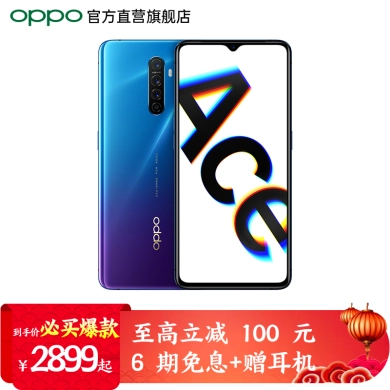 oppo 官方直营旗舰店
Ace
oppo
到手价 必买爆款
¥2899起
至高立减 100 元
6 期免息+赠耳机